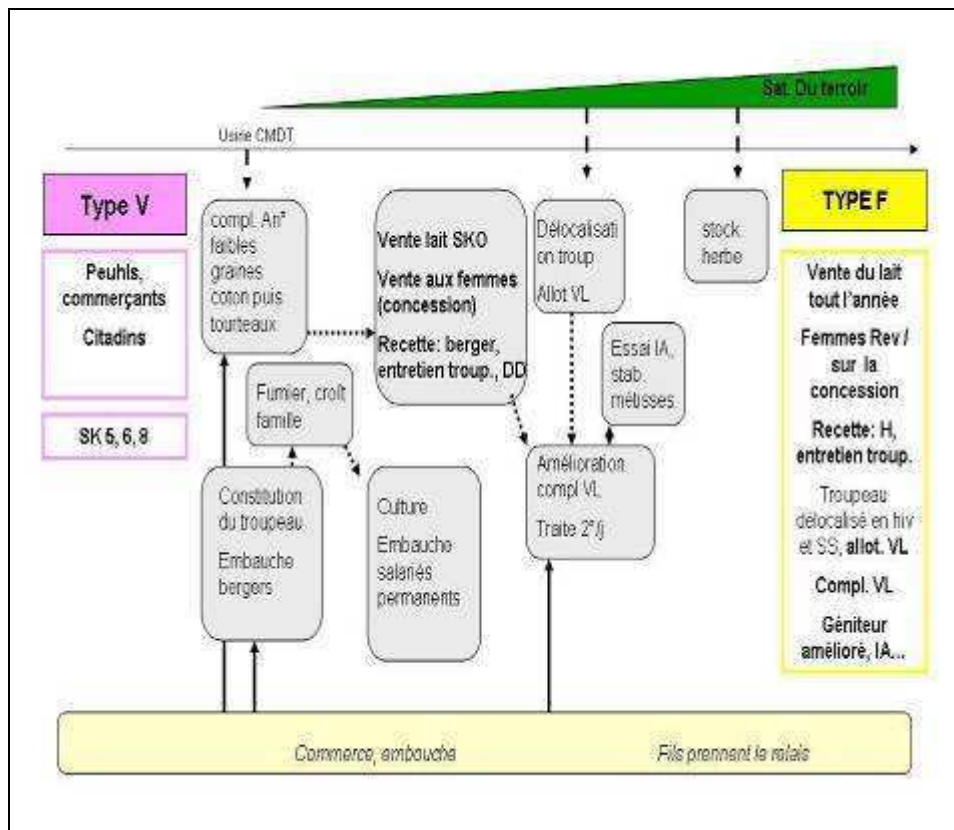 Sat. Du terroir
Usine CMDT
Type V
Peuhls,
commerçants
Citadins
SK 5, 6, 8
compl. An°
faibles
graines
coton puis
tourteaux
Fumier, croît
famille
Constitution
du troupeau
Embauche
bergers
Vente lait SKO
Vente aux femmes
(concession)
Recette: berger,
entretien troup., DD
Culture
Embauche
salariés
permanents
Délocalisati
on troup
Allot VL
Essai IA,
stab.
métisses.
Amélioration
compl VL
Traite 2°/j
stock
herbe
TYPE F
Vente du lait
tout l'année
Femmes Rev /
sur la
concession
Recette: H,
entretien troup.
Troupeau
délocalisé en hiv
et SS, allot. VL
Compl. VL
Géniteur
amélioré, IA...
Commerce, embouche
Fils prennent le relais